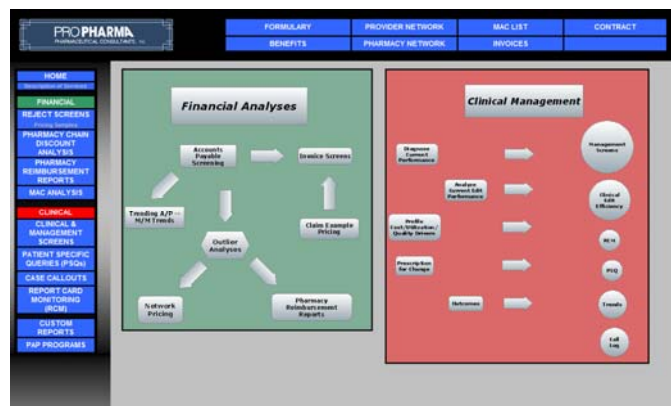 PROPHARMA
PHARMACEUTICAL CONSULTANTS, INC
FORMULARY
PROVIDER NETWORK
MAC LIST
CONTRACT
BENEFITS
PHARMACY NETWORK
INVOICES
HOME
Description of Services
FINANCIAL
REJECT SCREENS
Pricing Samples
PHARMACY CHAIN
DISCOUNT
ANALYSIS
PHARMACY
REIMBURSEMENT
REPORTS
MAC ANALYSIS
CLINICAL
CLINICAL &
MANAGEMENT
SCREENS
PATIENT SPECIFIC
QUERIES (PSQs)
CASE CALLOUTS
REPORT CARD
MONITORING
(RCM)
CUSTOM
REPORTS
PAP PROGRAMS
Financial Analyses
Accounts
Payable
Screening
Invoice Screens
Trending A/P --
M/M Trends
Claim Example
Pricing
Outlier
Analyses
Network
Pricing
Pharmacy
Reimbursement
Reports
Clinical Management
Diagnose
Current
Performance
Management
Screens
Analyze
Current Edit
Performance
Clinical
Edit
Efficiency
Profile
Cost/Utilization/
Quality Drivers
RCM
Prescription
for Change
PSQ
Outcomes
Trends
Call
Log